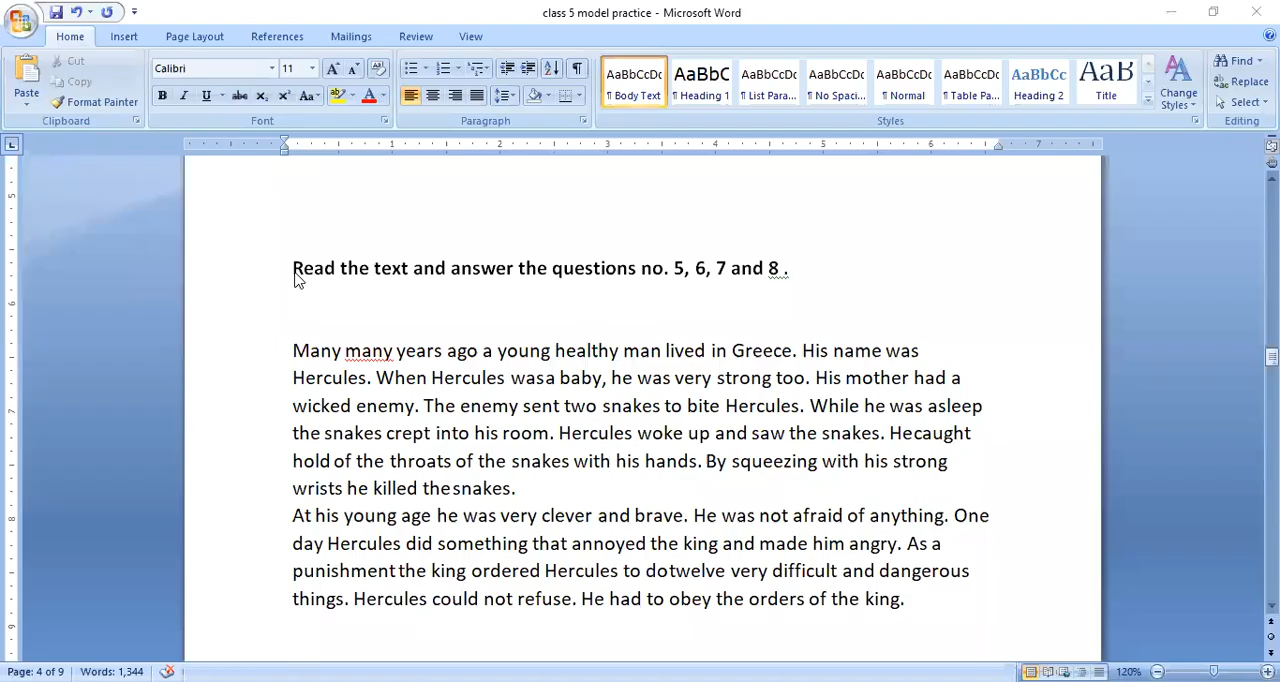 class 5 model practice - Microsoft Word
Home Insert Page Layout References Mailings Review View
Paste
Cut
Copy
Format Painter
Clipboard
Calibri 11
Font
Paragraph
AaBbCcDc AaBbC AaBbCcDc AaBbCcDc AaBbCcDc AaBbCcDc AaBbCc AaB
¶ Body Text Heading 1 ¶ List Para... ¶ No Spaci... ¶ Normal ¶ Table Pa... Heading 2 Title
Change Styles
Styles
Find
Replace
Select
Editing
1 2 3 4 5 6 7
Read the text and answer the questions no. 5, 6, 7 and 8 .
Many many years ago a young healthy man lived in Greece. His name was
Hercules. When Hercules wasa baby, he was very strong too. His mother had a
wicked enemy. The enemy sent two snakes to bite Hercules. While he was asleep
the snakes crept into his room. Hercules woke up and saw the snakes. Hecaught
hold of the throats of the snakes with his hands. By squeezing with his strong
wrists he killed thesnakes.
At his young age he was very clever and brave. He was not afraid of anything. One
day Hercules did something that annoyed the king and made him angry. As a
punishmentthe king ordered Hercules to dotwelve very difficult and dangerous
things. Hercules could not refuse. He had to obey the orders of the king.
Page: 4 of 9 Words: 1,344 120%